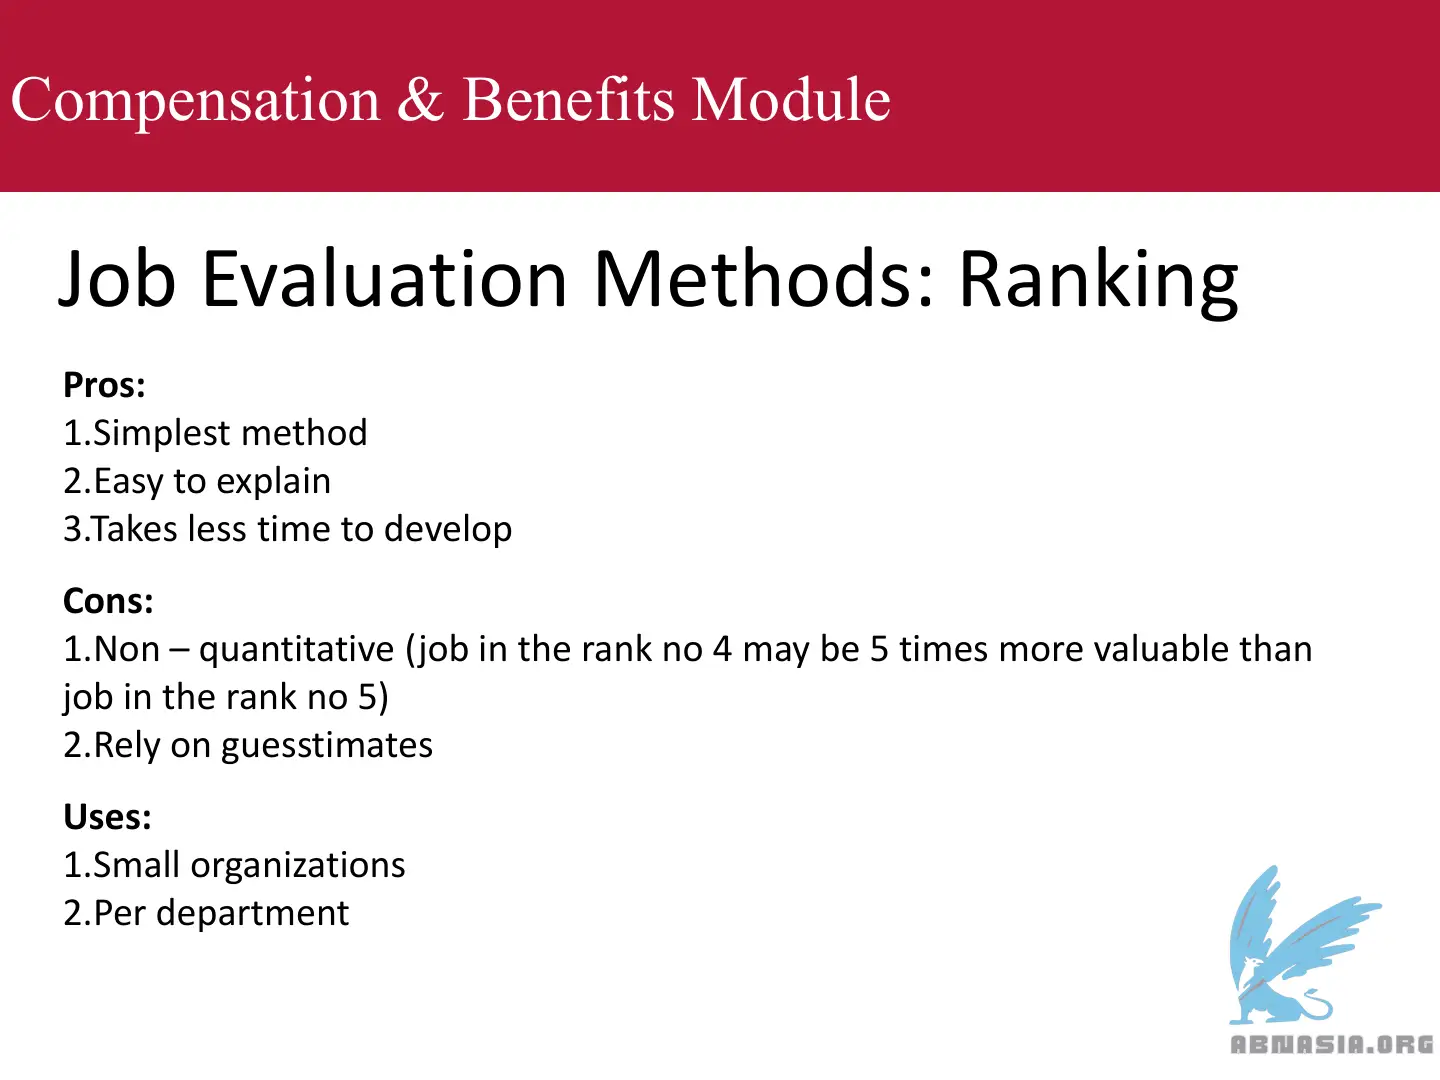 Compensation & Benefits Module
Job Evaluation Methods: Ranking
Pros:
1.Simplest method
2.Easy to explain
3.Takes less time to develop
Cons:
1.Non – quantitative (job in the rank no 4 may be 5 times more valuable than
job in the rank no 5)
2.Rely on guesstimates
Uses:
1.Small organizations
2.Per department
ABNASIA.ORG